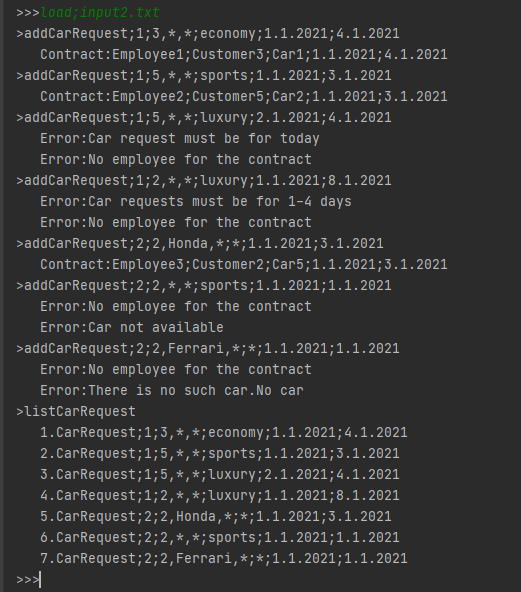 >>>load;input2.txt
>addCarRequest;1;3,*,*;economy;1.1.2021;4.1.2021
Contract:Employee1;Customer3;Car1;1.1.2021;4.1.2021
>addCarRequest;1;5,*,*;sports;1.1.2021;3.1.2021
Contract:Employee2;Customer5;Car2;1.1.2021;3.1.2021
>addCarRequest;1;5,*,*;luxury;2.1.2021;4.1.2021
Error:Car request must be for today
Error:No employee for the contract
>addCarRequest;1;2,*,*;luxury;1.1.2021;8.1.2021
Error:Car requests must be for 1-4 days
Error:No employee for the contract
>addCarRequest;2;2,Honda,*;*;1.1.2021;3.1.2021
Contract:Employee3;Customer2;Car5;1.1.2021;3.1.2021
>addCarRequest;2;2,*,*;sports;1.1.2021;1.1.2021
Error:No employee for the contract
Error:Car not available
>addCarRequest;2;2,Ferrari,*;*;1.1.2021;1.1.2021
Error:No employee for the contract
Error:There is no such car.No car
>listCarRequest
1.CarRequest;1;3,*,*;economy;1.1.2021;4.1.2021
2.CarRequest;1;5,*,*;sports;1.1.2021;3.1.2021
3.CarRequest;1;5,*,*;luxury;2.1.2021;4.1.2021
4.CarRequest;1;2,*,*;luxury;1.1.2021;8.1.2021
5.CarRequest;2;2,Honda,*;*;1.1.2021;3.1.2021
6.CarRequest;2;2,*,*;sports;1.1.2021;1.1.2021
7.CarRequest;2;2,Ferrari,*;*;1.1.2021;1.1.2021
>>>